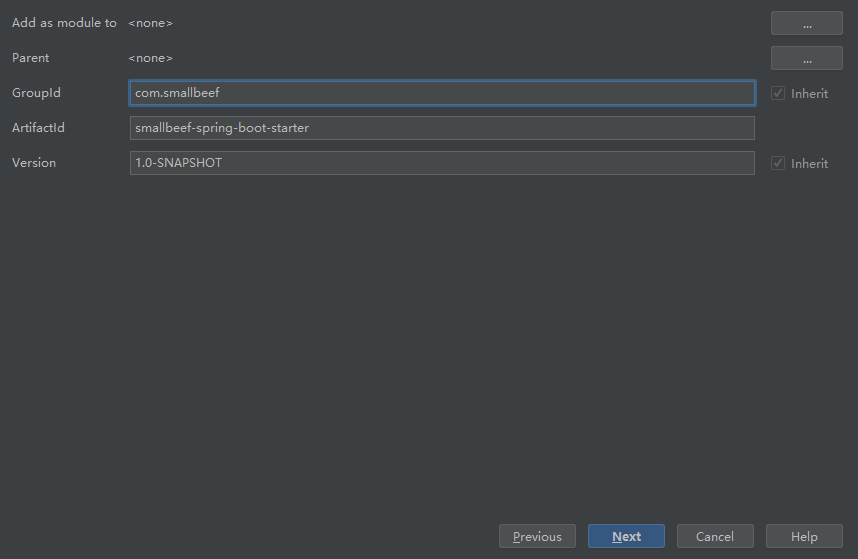 Add as module to <none> ...
Parent <none> ...
GroupId com.smallbeef Inherit
ArtifactId smallbeef-spring-boot-starter
Version 1.0-SNAPSHOT Inherit
Previous Next Cancel Help